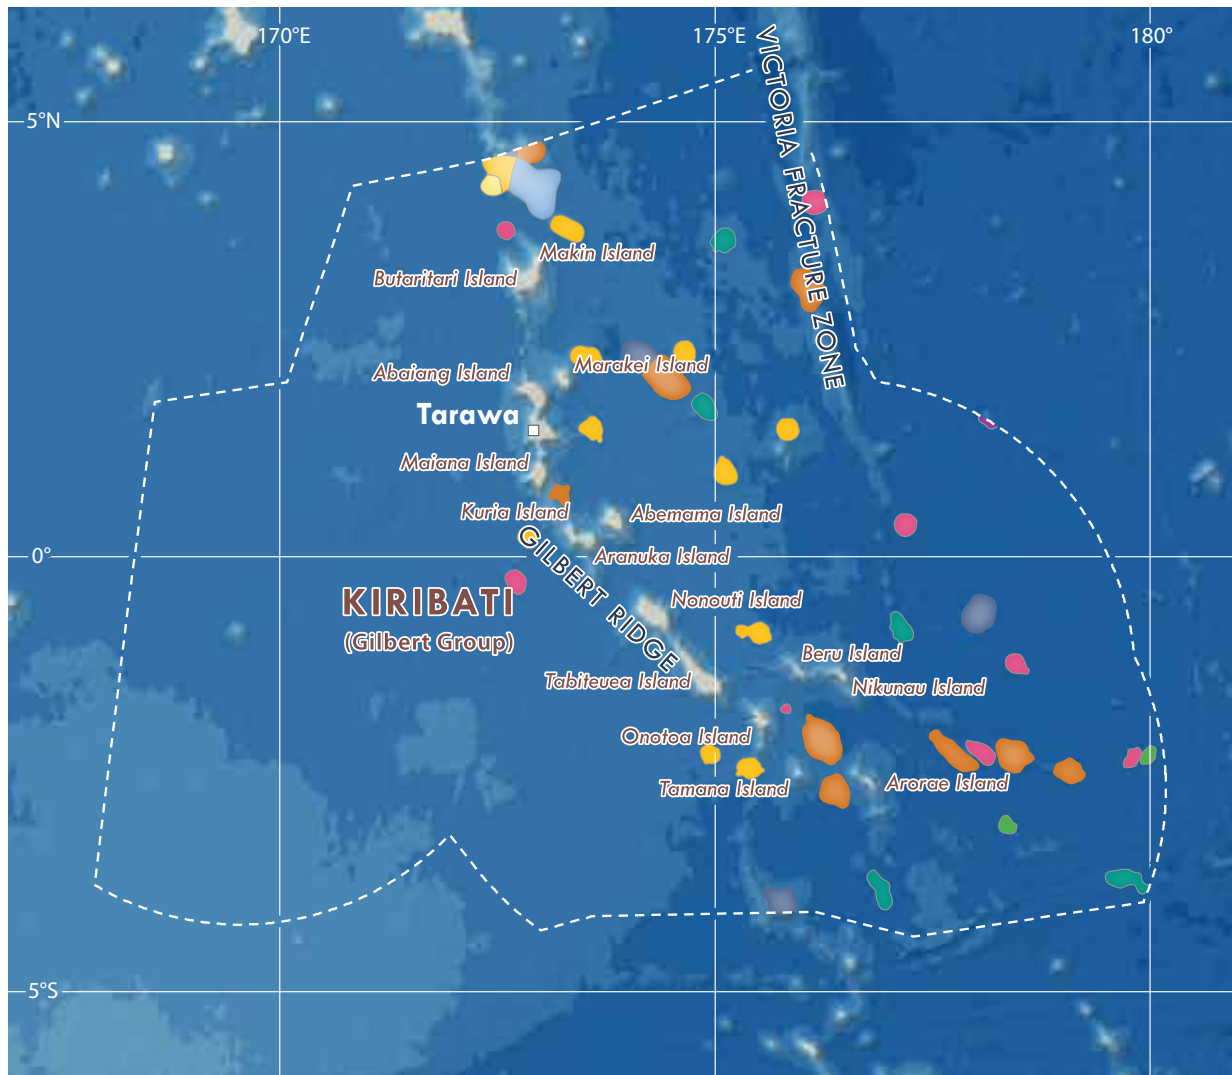 170°E
175°E
180°
5°N
VICTORIA FRACTURE ZONE
Makin Island
Butaritari Island
Marakei Island
Abaiang Island
Tarawa
Maiana Island
Kuria Island
Abemama Island
0°
Aranuka Island
GILBERT RIDGE
KIRIBATI
(Gilbert Group)
Nonouti Island
Beru Island
Tabiteuea Island
Nikunau Island
Onotoa Island
Tamana Island
Arorae Island
5°S